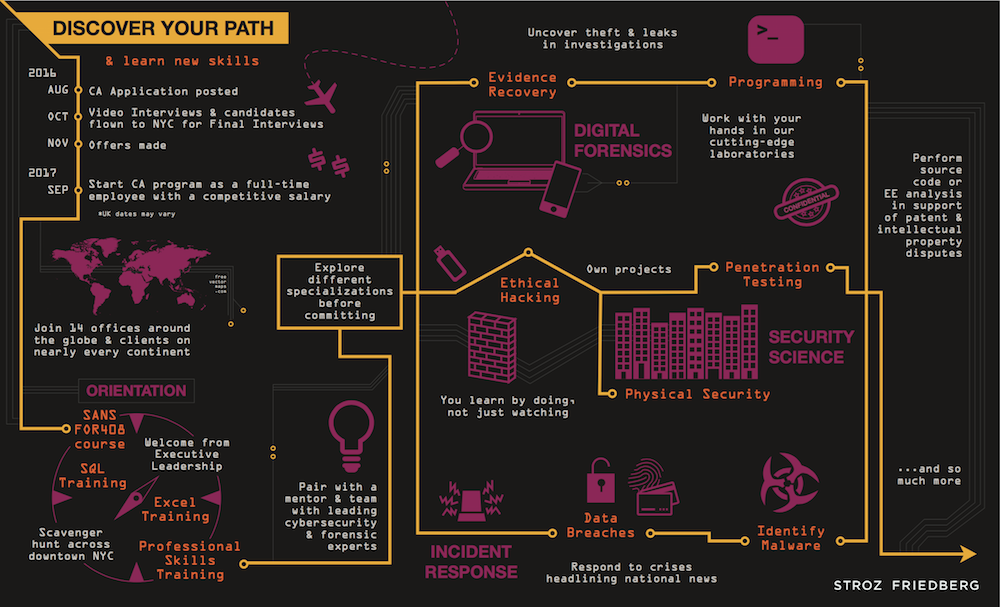 DISCOVER YOUR PATH
& learn new skills
2016
AUG CA Application posted
OCT Video Interviews & candidates
flown to NYC for Final Interviews
NOV Offers made
2017
SEP Start CA program as a full-time
employee with a competitive salary
*UK dates may vary
$$
$$
free
vector
maps
.com
Join 14 offices around
the globe & clients on
nearly every continent
ORIENTATION
SANS
FOR408
course
Welcome from
Executive
Leadership
SQL
Training
Excel
Training
Scavenger
hunt across
downtown NYC
Professional
Skills
Training
Explore
different
specializations
before
committing
Pair with a
mentor & team
with leading
cybersecurity
& forensic
experts
Uncover theft & leaks
in investigations
>_
Evidence
Recovery
Programming
DIGITAL
FORENSICS
Work with your
hands in our
cutting-edge
laboratories
CONFIDENTIAL
Perform
source
code or
EE analysis
in support
of patent &
intellectual
property
disputes
Ethical
Hacking
Own projects
Penetration
Testing
SECURITY
SCIENCE
You learn by doing,
not just watching
Physical Security
INCIDENT
RESPONSE
Data
Breaches
Identify
Malware
Respond to crises
headlining national news
...and so
much more
STROZ FRIEDBERG